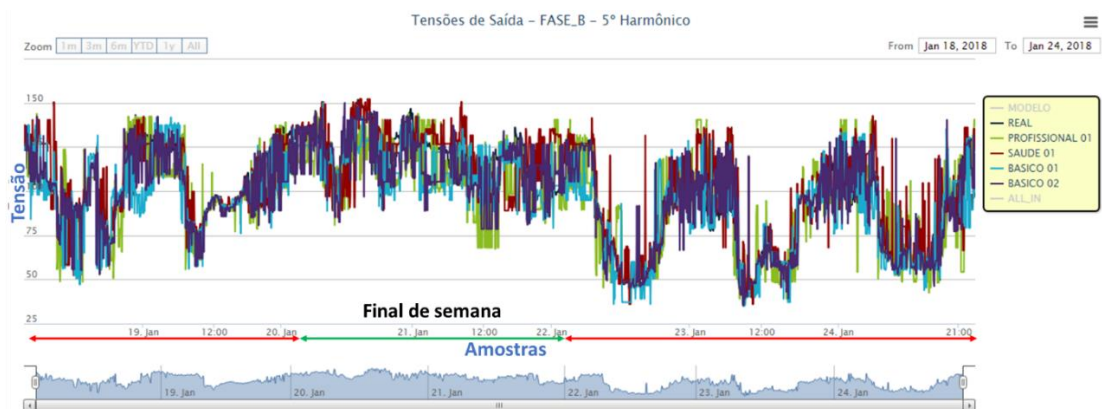 Tensões de Saída – FASE_B – 5º Harmônico
Zoom 1m 3m 6m YTD 1y All
From Jan 18, 2018 To Jan 24, 2018
150
75
50
25
Tensão
MODELO
REAL
PROFISSIONAL 01
SAUDE 01
BASICO 01
BASICO 02
ALL_IN
Final de semana
19. Jan 12:00 20. Jan 21. Jan 12:00 22. Jan 23. Jan 12:00 24. Jan 21:00
Amostras
19. Jan 20. Jan 21. Jan 22. Jan 23. Jan 24. Jan